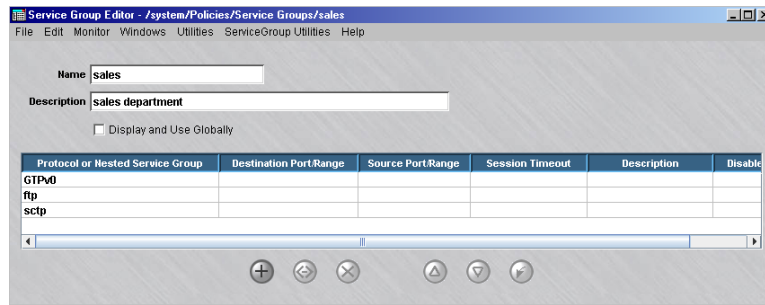 Service Group Editor - /system/Policies/Service Groups/sales
File Edit Monitor Windows Utilities ServiceGroup Utilities Help
Name sales
Description sales department
Display and Use Globally
Protocol or Nested Service Group Destination Port/Range Source Port/Range Session Timeout Description Disable
GTPv0
ftp
sctp